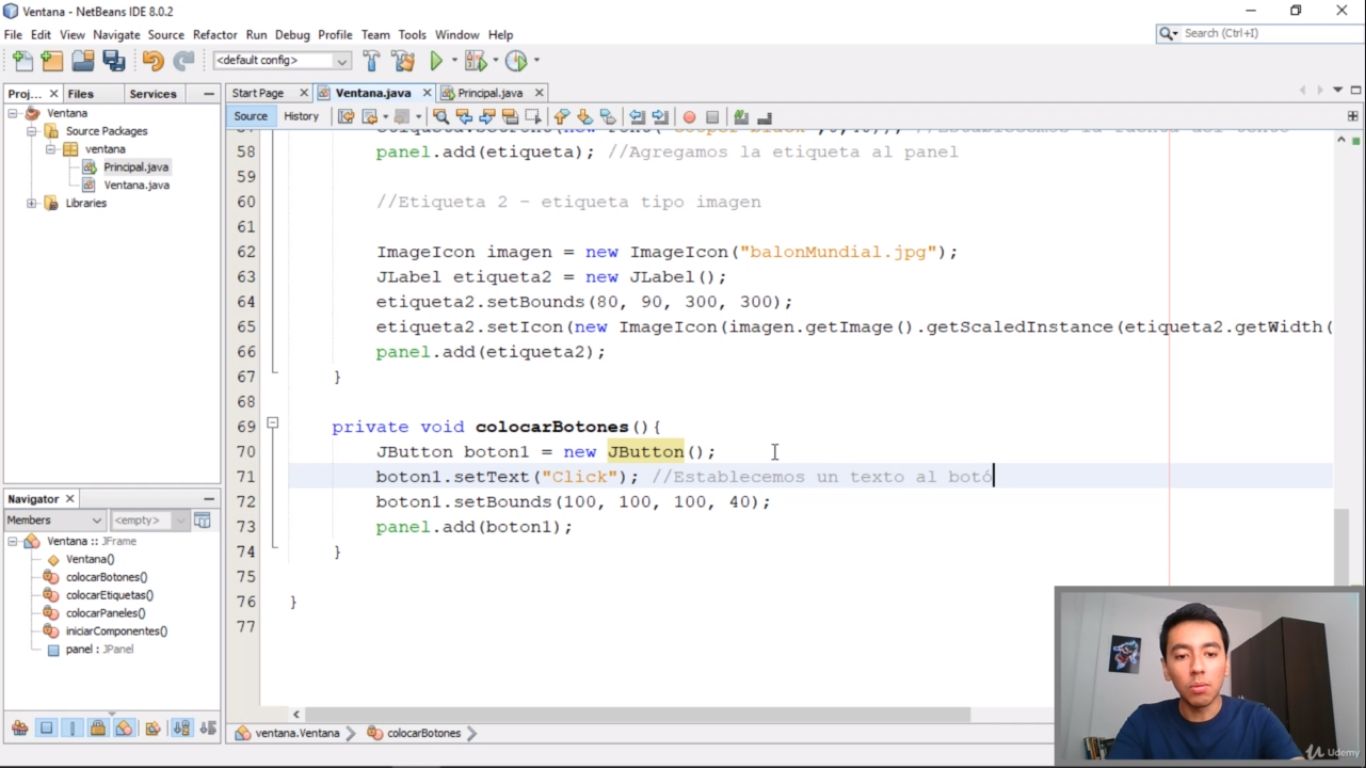 Ventana - NetBeans IDE 8.0.2
File Edit View Navigate Source Refactor Run Debug Profile Team Tools Window Help
Search (Ctrl+I)
<default config>
Proj... Files Services
Start Page Ventana.java Principal.java
Source History
Ventana
Source Packages
ventana
Principal.java
Ventana.java
Libraries
58 panel.add(etiqueta); //Agregamos la etiqueta al panel
59
60 //Etiqueta 2 - etiqueta tipo imagen
61
62 ImageIcon imagen = new ImageIcon("balonMundial.jpg");
63 JLabel etiqueta2 = new JLabel();
64 etiqueta2.setBounds(80, 90, 300, 300);
65 etiqueta2.setIcon(new ImageIcon(imagen.getImage().getScaledInstance(etiqueta2.getWidth(
66 panel.add(etiqueta2);
67 }
68
69 private void colocarBotones(){
70 JButton boton1 = new JButton();
71 boton1.setText("Click"); //Establecemos un texto al botó
72 boton1.setBounds(100, 100, 100, 40);
73 panel.add(boton1);
74 }
75
76 }
77
Navigator
Members <empty>
Ventana :: JFrame
Ventana()
colocarBotones()
colocarEtiquetas()
colocarPaneles()
iniciarComponentes()
panel : JPanel
ventana.Ventana colocarBotones
Udemy